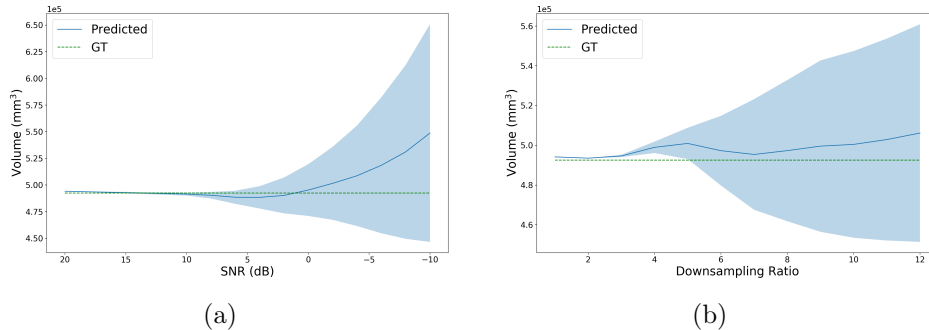 1e5
6.50
6.25
6.00
5.75
5.50
5.25
5.00
4.75
4.50
Volume (mm³)
Predicted
GT
20 15 10 5 0 −5 −10
SNR (dB)
(a)
1e5
5.6
5.4
5.2
5.0
4.8
4.6
Volume (mm³)
Predicted
GT
2 4 6 8 10 12
Downsampling Ratio
(b)